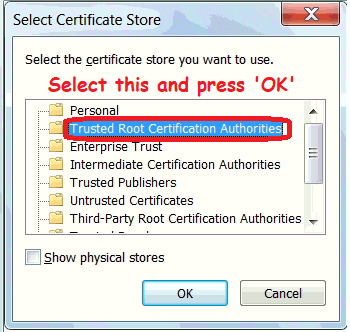 Select Certificate Store
Select the certificate store you want to use.
Select this and press 'OK'
Personal
Trusted Root Certification Authorities
Enterprise Trust
Intermediate Certification Authorities
Trusted Publishers
Untrusted Certificates
Third-Party Root Certification Authorities
Show physical stores
OK
Cancel